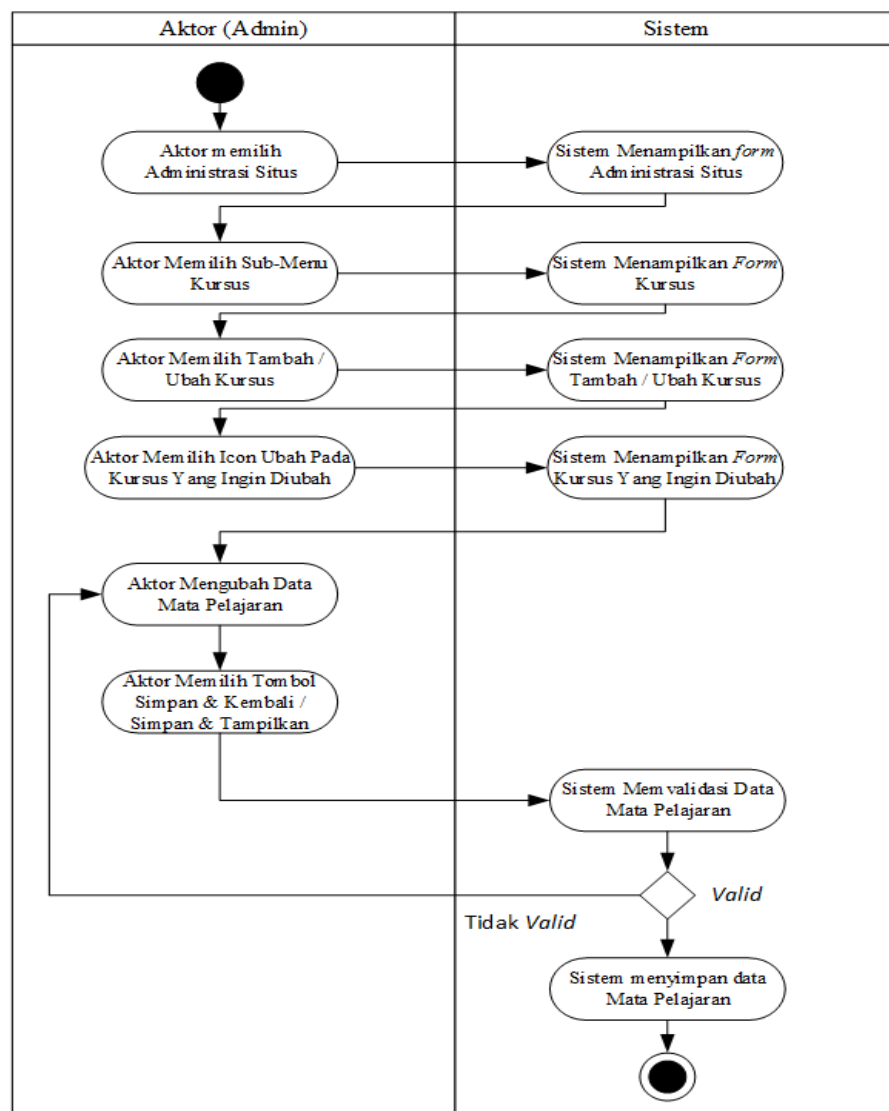 Aktor (Admin)
Sistem
Aktor memilih
Administrasi Situs
Sistem Menampilkan form
Administrasi Situs
Aktor Memilih Sub-Menu
Kursus
Sistem Menampilkan Form
Kursus
Aktor Memilih Tambah /
Ubah Kursus
Sistem Menampilkan Form
Tambah / Ubah Kursus
Aktor Memilih Icon Ubah Pada
Kursus Yang Ingin Diubah
Sistem Menampilkan Form
Kursus Yang Ingin Diubah
Aktor Mengubah Data
Mata Pelajaran
Aktor Memilih Tombol
Simpan & Kembali /
Simpan & Tampilkan
Sistem Memvalidasi Data
Mata Pelajaran
Valid
Tidak Valid
Sistem menyimpan data
Mata Pelajaran